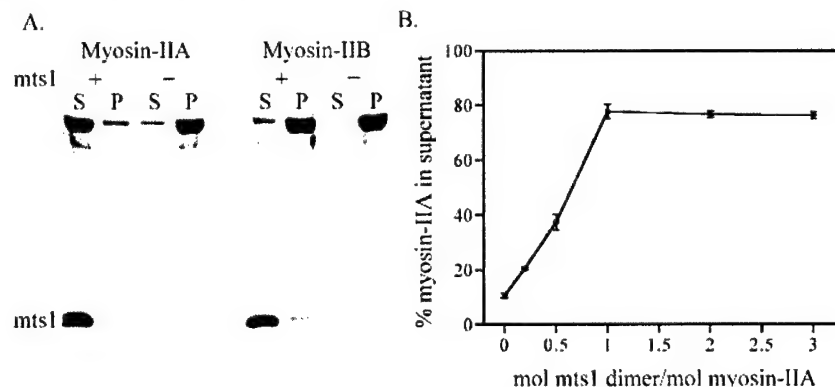 A.
Myosin-IIA Myosin-IIB
mts1 + − + −
S P S P S P S P
mts1
B.
100
80
60
40
20
0
% myosin-IIA in supernatant
0 0.5 1 1.5 2 2.5 3
mol mts1 dimer/mol myosin-IIA